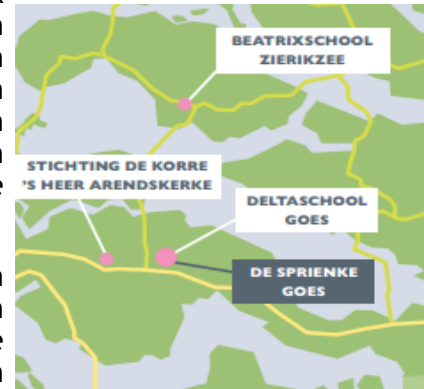 BEATRIXSCHOOL
ZIERIKZEE
STICHTING DE KORRE
'S HEER ARENDSKERKE
DELTASCHOOL
GOES
DE SPRIENKE
GOES